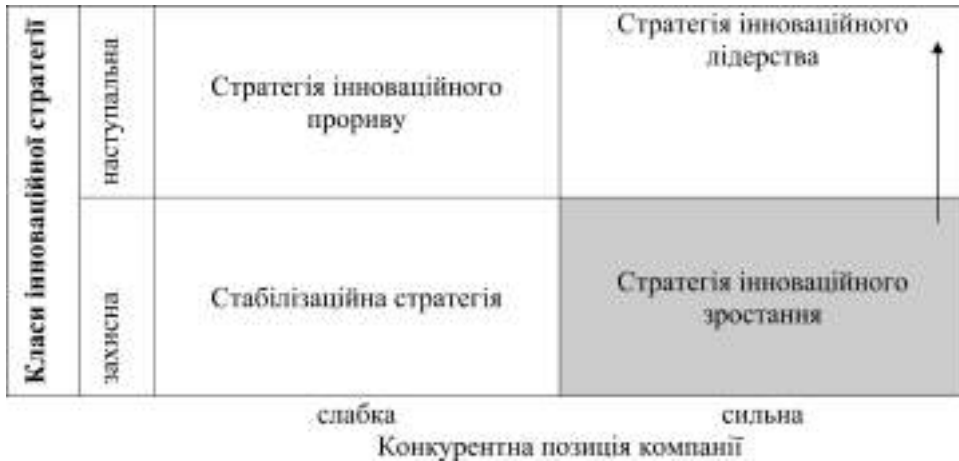 Класи інноваційної стратегії
наступальна
Стратегія інноваційного
прориву
Стратегія інноваційного
лідерства
захисна
Стабілізаційна стратегія
Стратегія інноваційного
зростання
слабка
сильна
Конкурентна позиція компанії